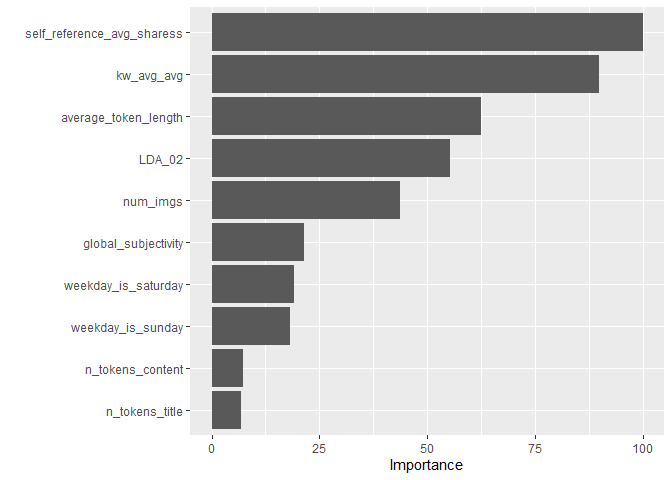 self_reference_avg_sharess
kw_avg_avg
average_token_length
LDA_02
num_imgs
global_subjectivity
weekday_is_saturday
weekday_is_sunday
n_tokens_content
n_tokens_title
0 25 50 75 100
Importance